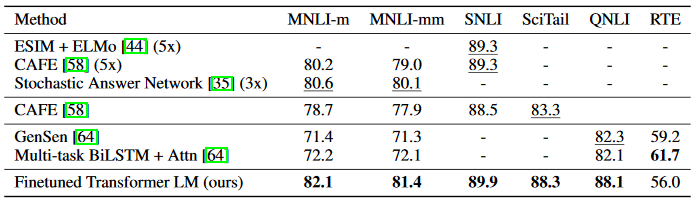 Method MNLI-m MNLI-mm SNLI SciTail QNLI RTE
ESIM + ELMo [44] (5x) - - 89.3 - - -
CAFE [58] (5x) 80.2 79.0 89.3 - - -
Stochastic Answer Network [35] (3x) 80.6 80.1 - - - -
CAFE [58] 78.7 77.9 88.5 83.3
GenSen [64] 71.4 71.3 - - 82.3 59.2
Multi-task BiLSTM + Attn [64] 72.2 72.1 - - 82.1 61.7
Finetuned Transformer LM (ours) 82.1 81.4 89.9 88.3 88.1 56.0